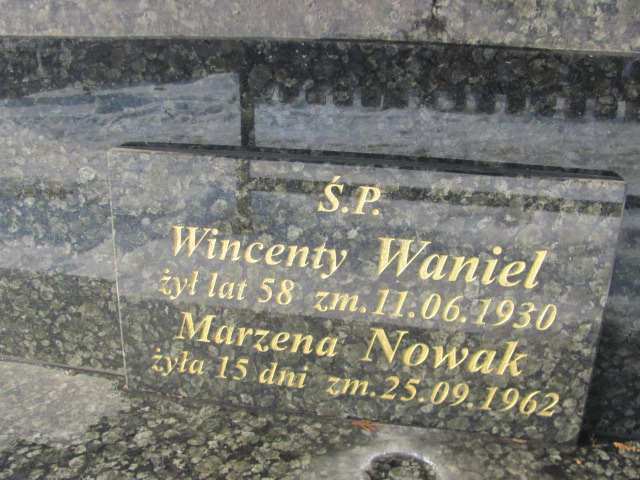 Ś.P.
Wincenty Waniel
żył lat 58 zm. 11.06.1930
Marzena Nowak
żyła 15 dni zm. 25.09.1962